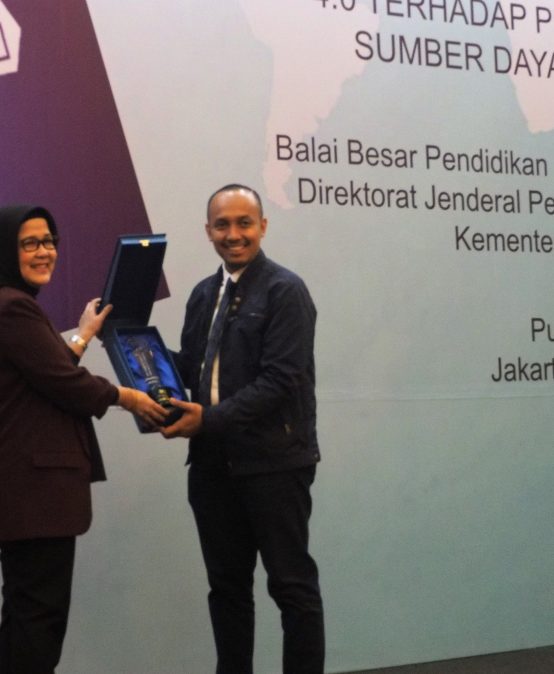 4.0 TERHADAP P
SUMBER DAYA
Balai Besar Pendidikan
Direktorat Jenderal Pe
Kemente
Pu
Jakart